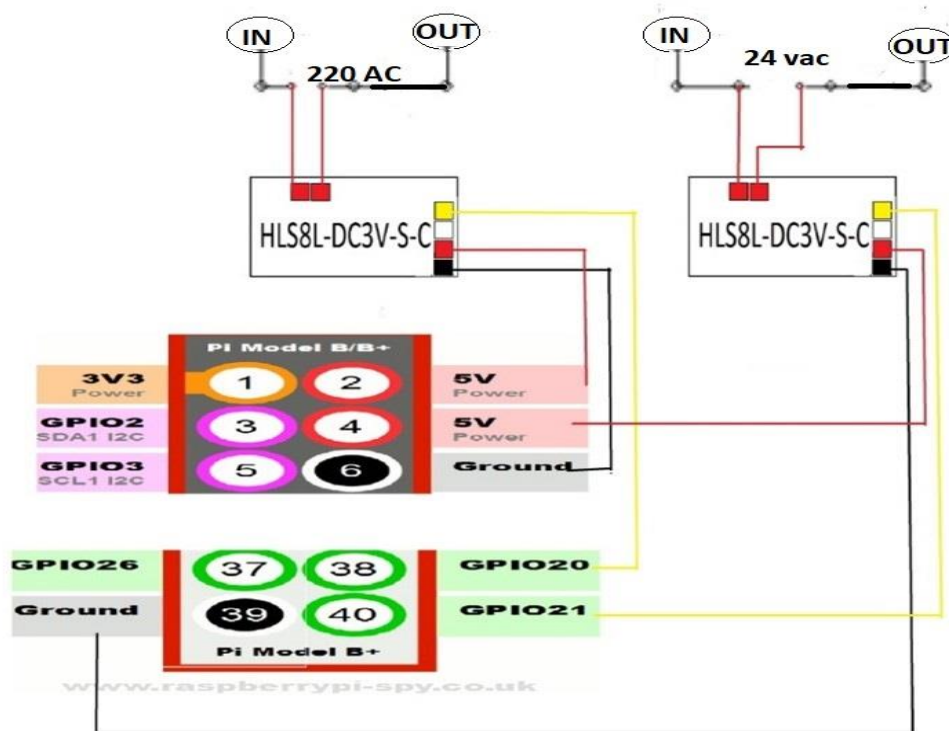 IN
OUT
220 AC
IN
OUT
24 vac
HLS8L-DC3V-S-C
HLS8L-DC3V-S-C
Pi Model B/B+
3V3
Power
1
2
5V
Power
GPIO2
SDA1 I2C
3
4
5V
Power
GPIO3
SCL1 I2C
5
6
Ground
GPIO26
37
38
GPIO20
Ground
39
40
GPIO21
Pi Model B+
www.raspberrypi-spy.co.uk